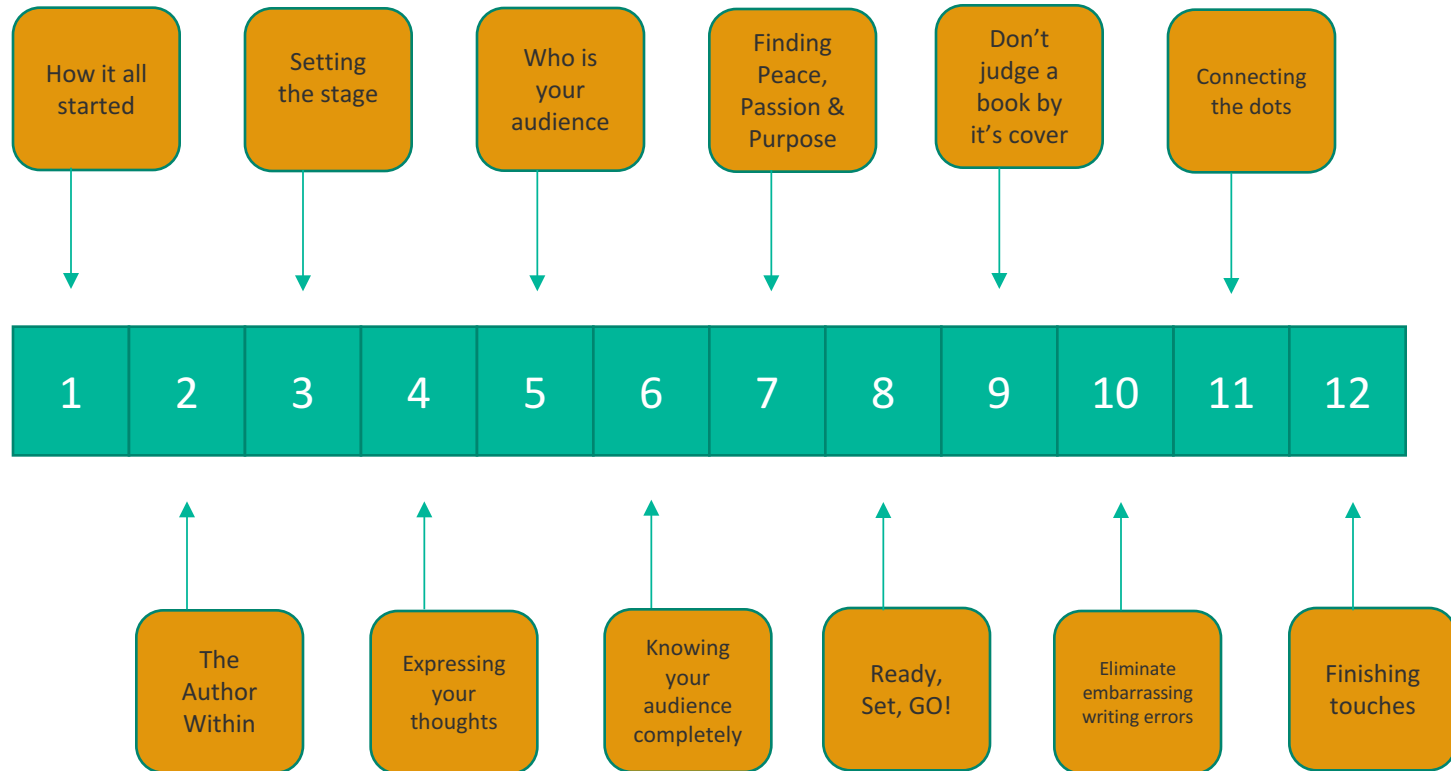 How it all
started
Setting
the stage
Who is
your
audience
Finding
Peace,
Passion &
Purpose
Don’t
judge a
book by
it’s cover
Connecting
the dots
1 2 3 4 5 6 7 8 9 10 11 12
The
Author
Within
Expressing
your
thoughts
Knowing
your
audience
completely
Ready,
Set, GO!
Eliminate
embarrassing
writing errors
Finishing
touches